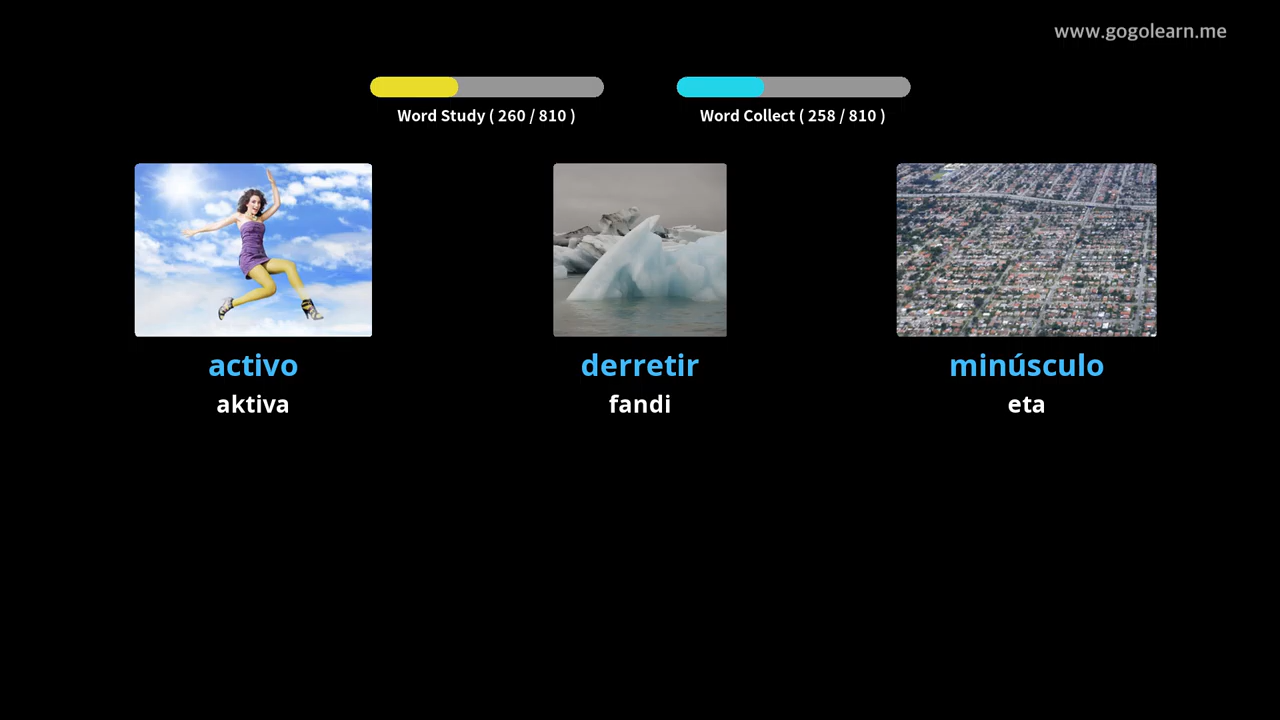 www.gogolearn.me
Word Study ( 260 / 810 )
Word Collect ( 258 / 810 )
activo
aktiva
derretir
fandi
minúsculo
eta